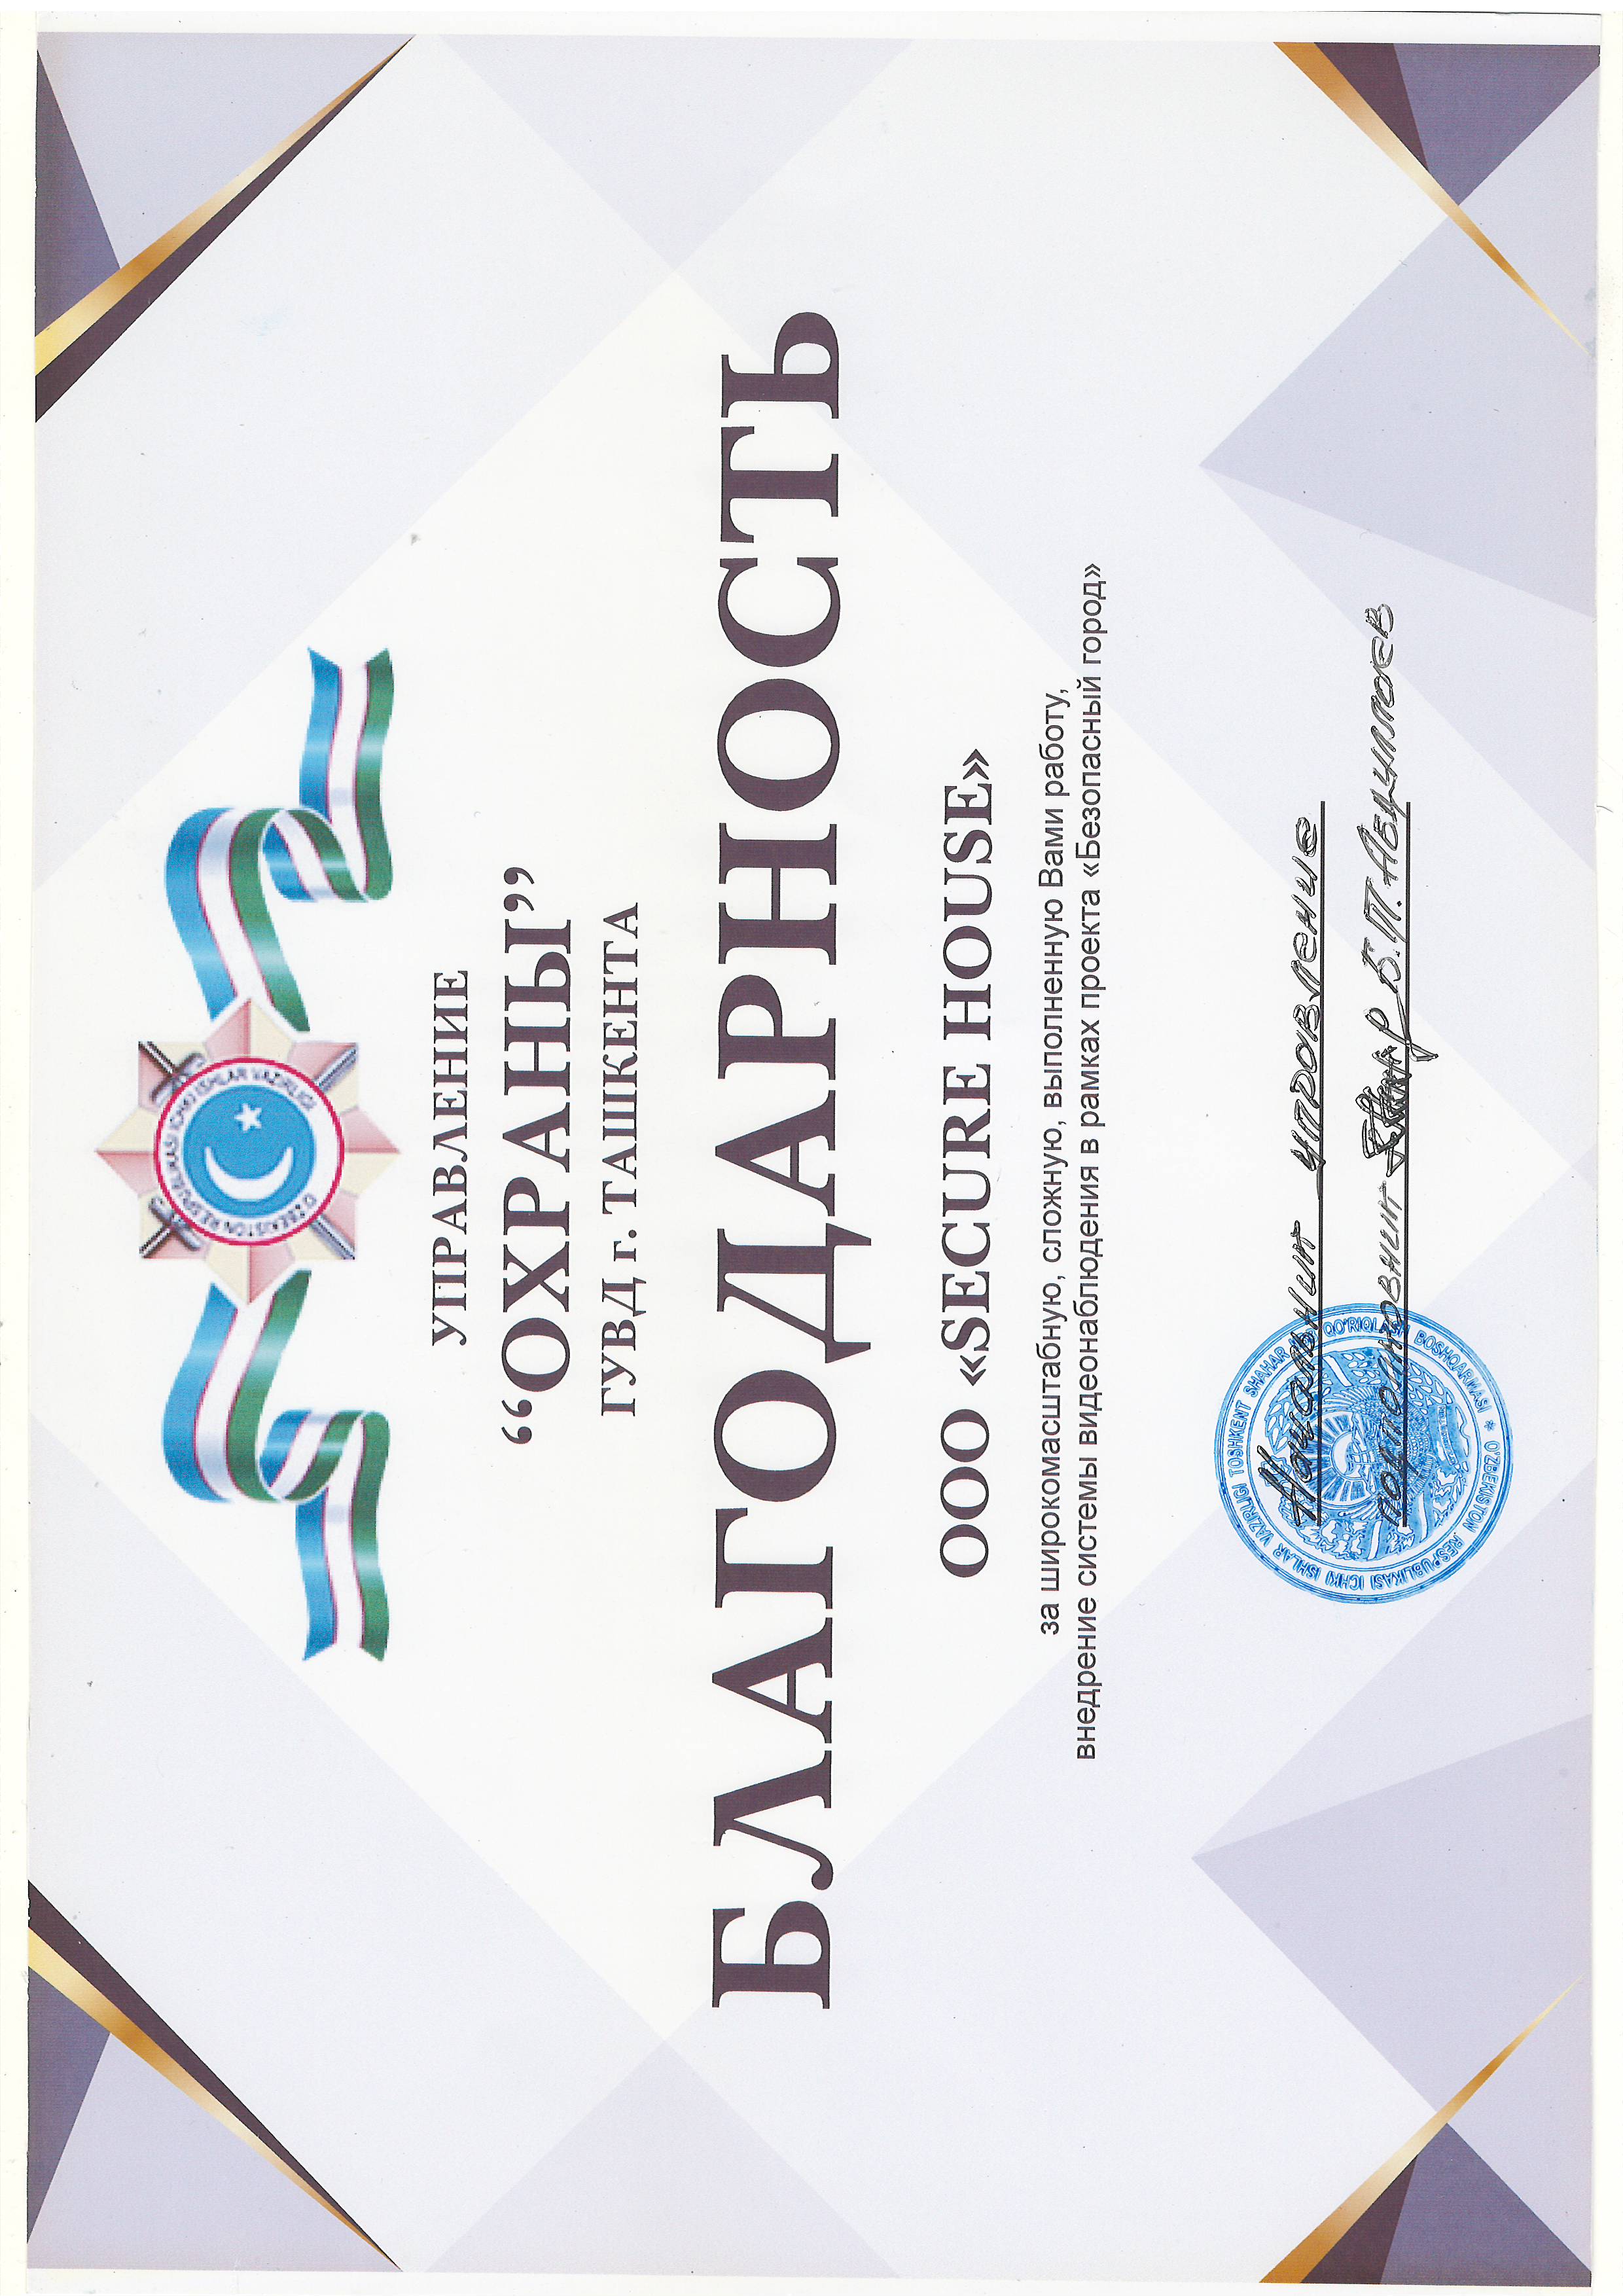 O'ZBEKISTON RESPUBLIKASI ICHKI ISHLAR VAZIRLIGI
УПРАВЛЕНИЕ
“ОХРАНЫ”
ГУВД г. ТАШКЕНТА
БЛАГОДАРНОСТЬ
ООО «SECURE HOUSE»
за широкомасштабную, сложную, выполненную Вами работу,
внедрение системы видеонаблюдения в рамках проекта «Безопасный город»
O'ZBEKISTON RESPUBLIKASI ICHKI ISHLAR VAZIRLIGI TOSHKENT SHAHAR QO'RIQLASH BOSHQARMASI
Начальник управление
подполковник Б.Т. Абдуллаев